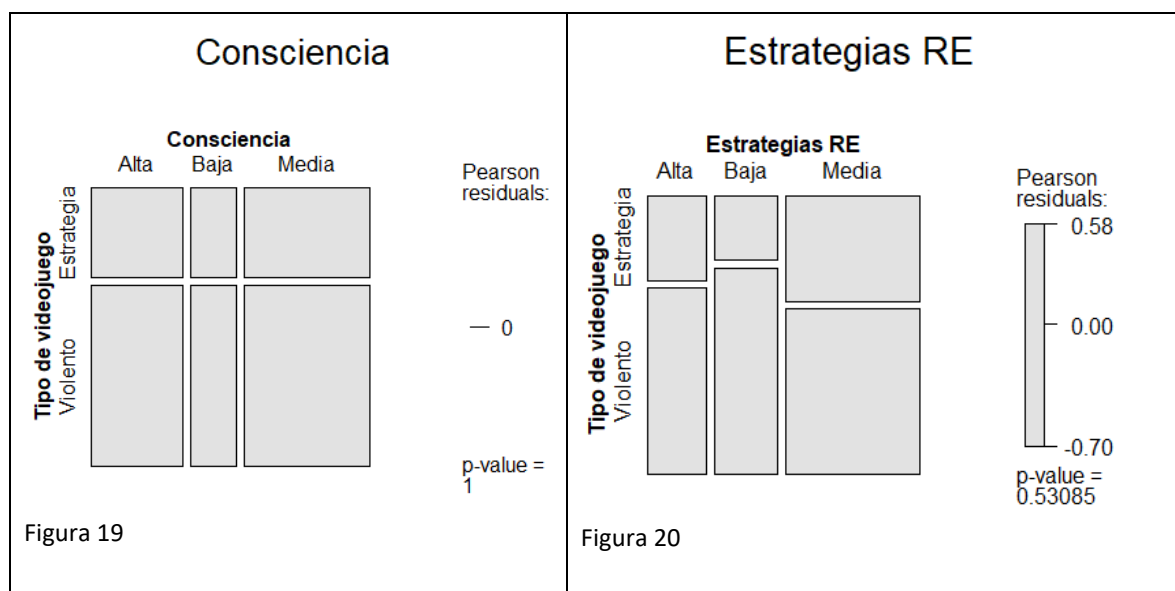 Consciencia
Consciencia
Alta Baja Media
Tipo de videojuego
Estrategia
Violento
Pearson
residuals:
0
p-value =
1
Figura 19
Estrategias RE
Estrategias RE
Alta Baja Media
Tipo de videojuego
Estrategia
Violento
Pearson
residuals:
0.58
0.00
-0.70
p-value =
0.53085
Figura 20